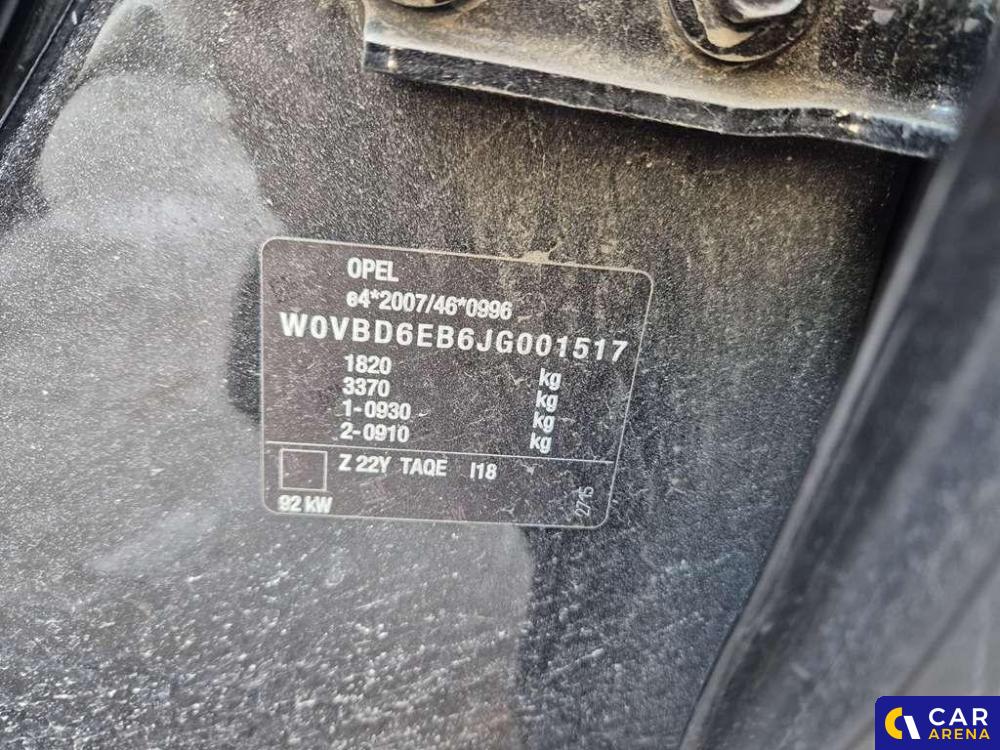 OPEL
e4*2007/46*0996
W0VBD6EB6JG001517
1820 kg
3370 kg
1-0930 kg
2-0910 kg
Z 22Y TAQE I18
92 kW
CAR
ARENA